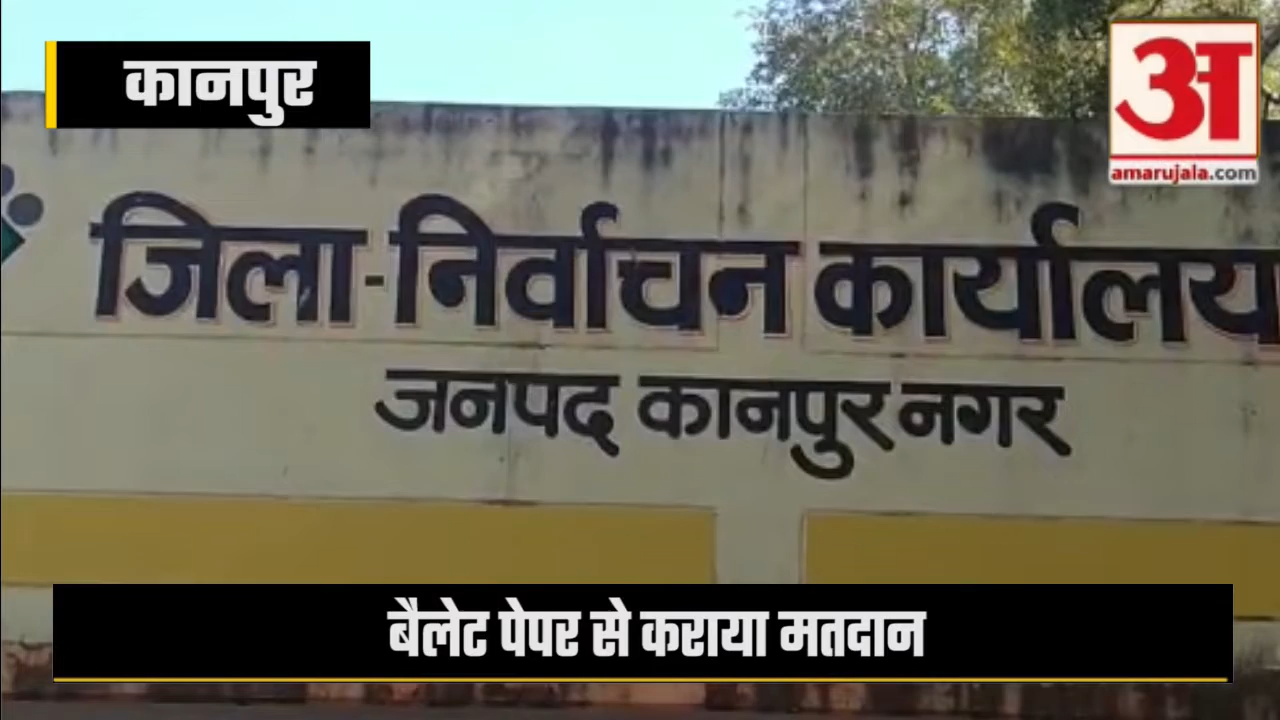 कानपुर
अ
amarujala.com
जिला-निर्वाचन कार्यालय
जनपद कानपुर नगर
बैलेट पेपर से कराया मतदान